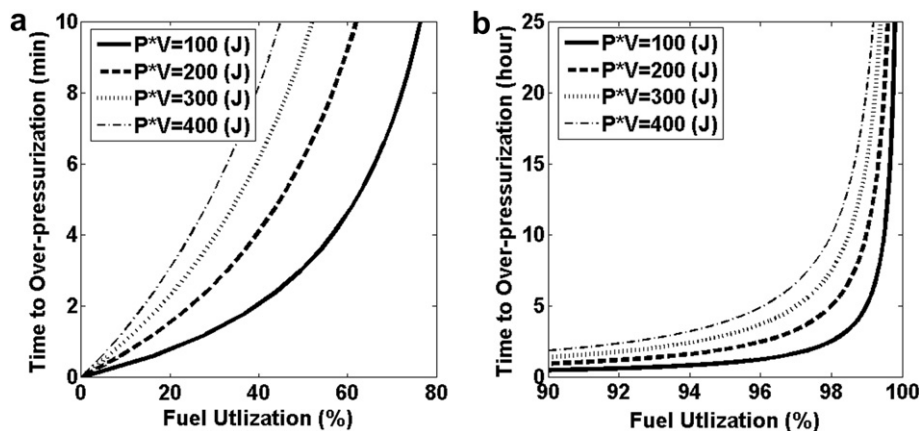 a
Time to Over-pressurization (min)
10
8
6
4
2
0
P*V=100 (J)
P*V=200 (J)
P*V=300 (J)
P*V=400 (J)
0 20 40 60 80
Fuel Utlization (%)
b
Time to Over-pressurization (hour)
25
20
15
10
5
0
P*V=100 (J)
P*V=200 (J)
P*V=300 (J)
P*V=400 (J)
90 92 94 96 98 100
Fuel Utlization (%)